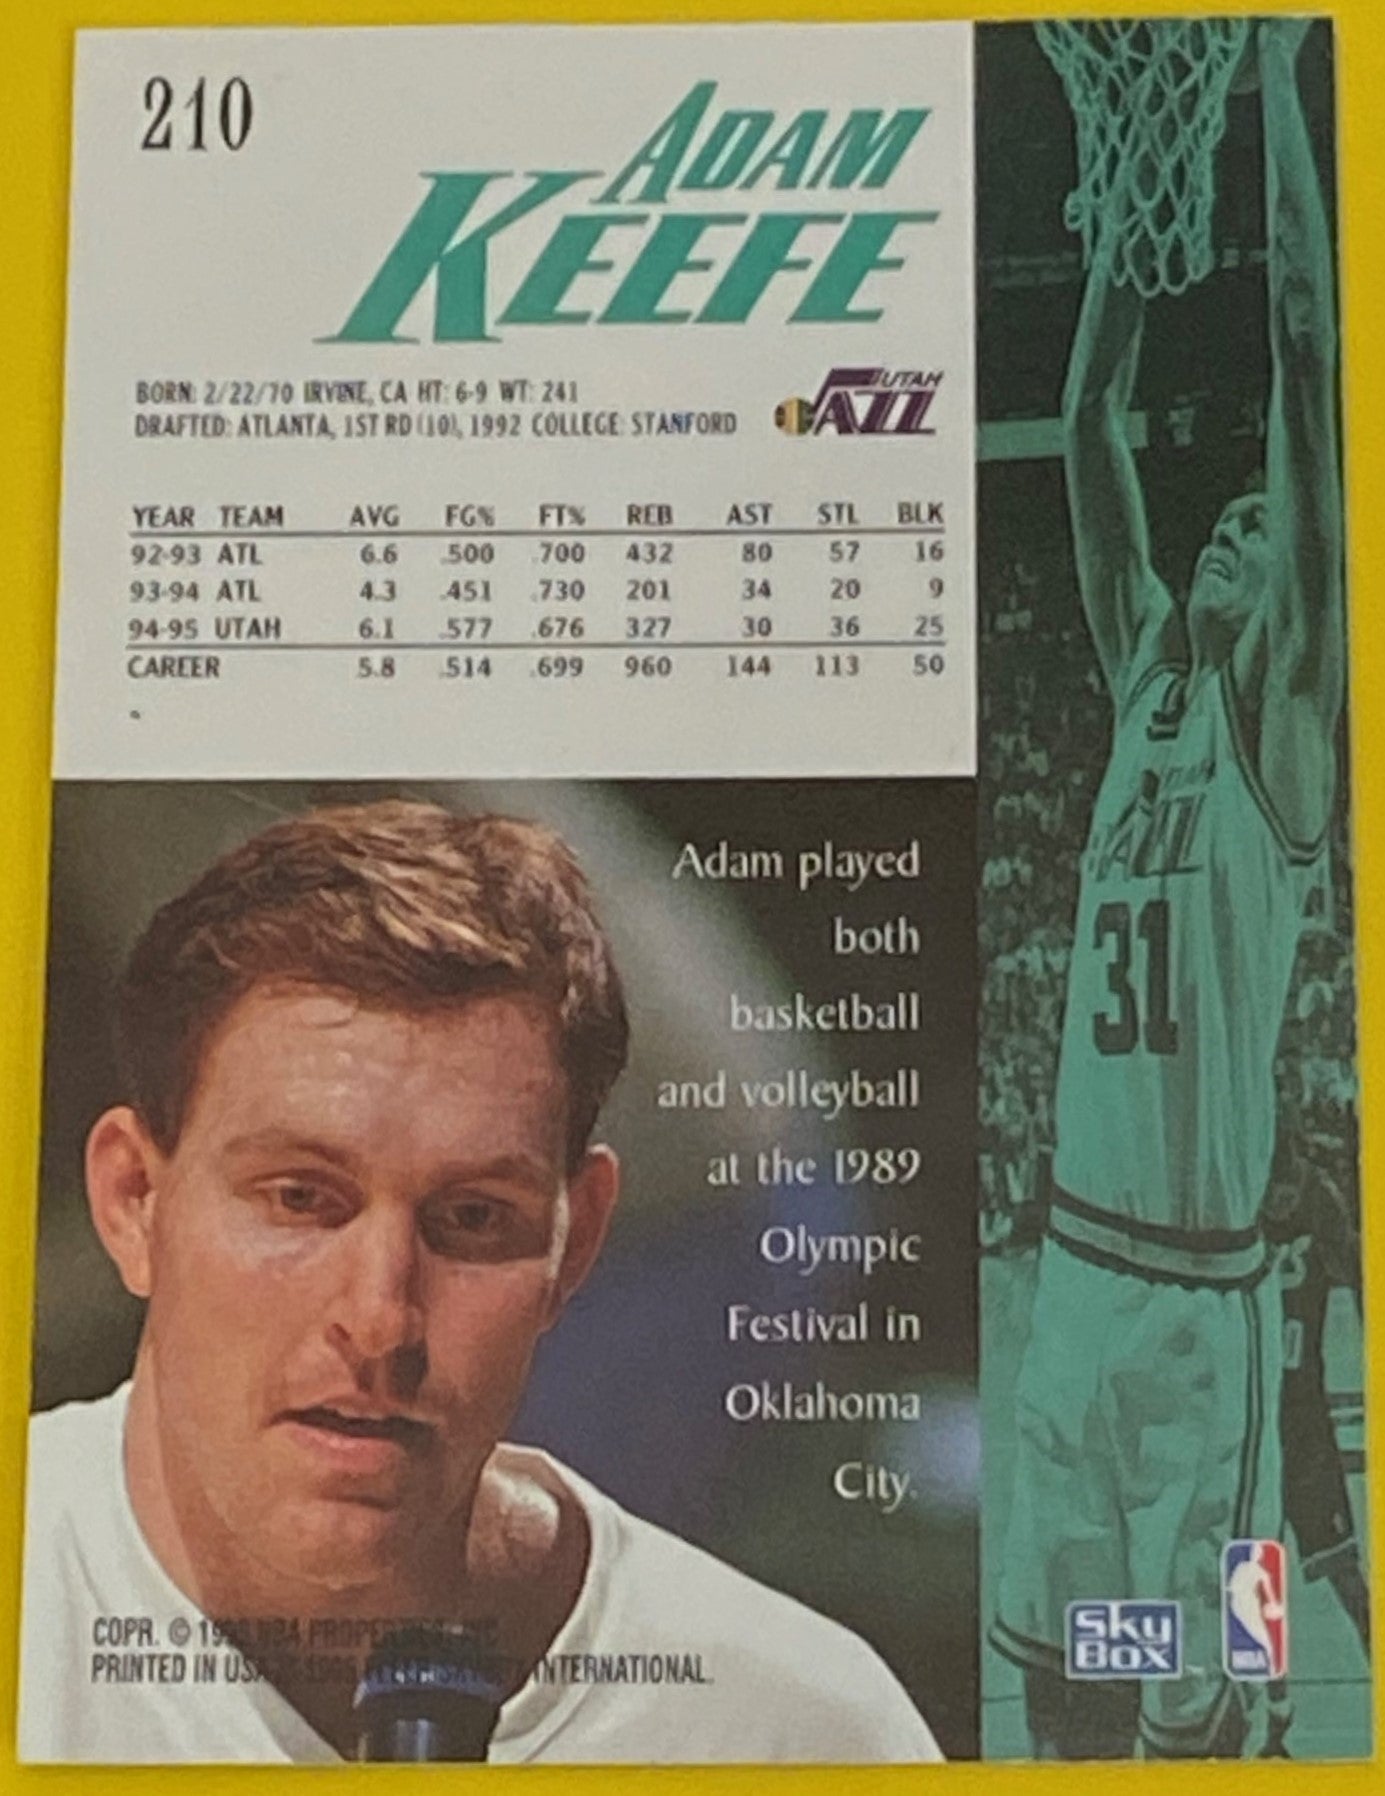 210
ADAM
KEEFE
BORN: 2/22/70 IRVINE, CA HT: 6-9 WT: 241
DRAFTED: ATLANTA, 1ST RD (10), 1992 COLLEGE: STANFORD
UTAH
JAZZ
YEAR TEAM AVG FG% FT% REB AST STL BLK
92-93 ATL 6.6 .500 .700 432 80 57 16
93-94 ATL 4.3 .451 .730 201 34 20 9
94-95 UTAH 6.1 .577 .676 327 30 36 25
CAREER 5.8 .514 .699 960 144 113 50
Adam played
both
basketball
and volleyball
at the 1989
Olympic
Festival in
Oklahoma
City.
JAZZ
31
COPR. © NBA PROPERTIES, INC
PRINTED IN USA 1995 INTERNATIONAL.
Sky
Box
NBA